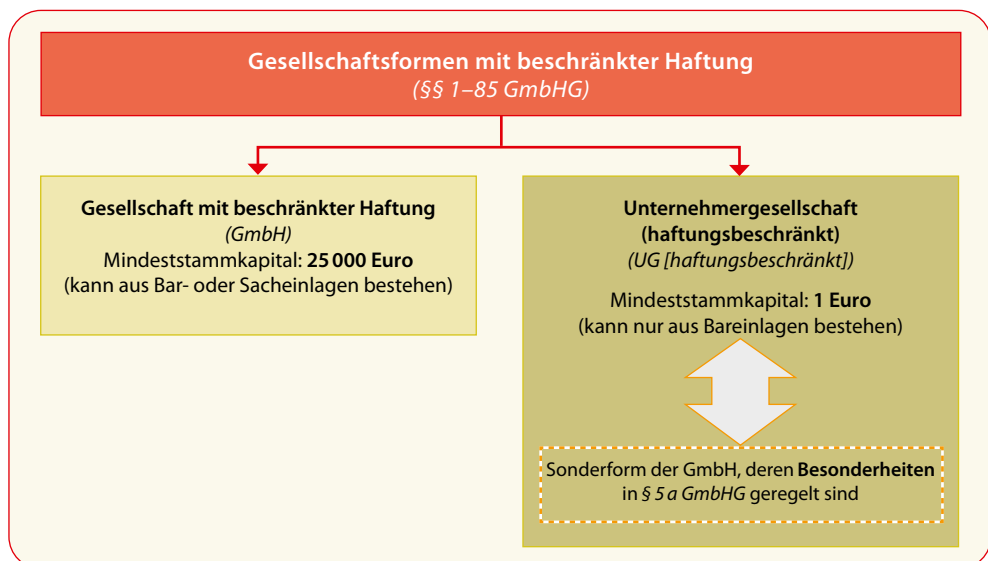 Gesellschaftsformen mit beschränkter Haftung
(§§ 1–85 GmbHG)
Gesellschaft mit beschränkter Haftung
(GmbH)
Mindeststammkapital: 25 000 Euro
(kann aus Bar- oder Sacheinlagen bestehen)
Unternehmergesellschaft
(haftungsbeschränkt)
(UG [haftungsbeschränkt])
Mindeststammkapital: 1 Euro
(kann nur aus Bareinlagen bestehen)
Sonderform der GmbH, deren Besonderheiten
in § 5 a GmbHG geregelt sind